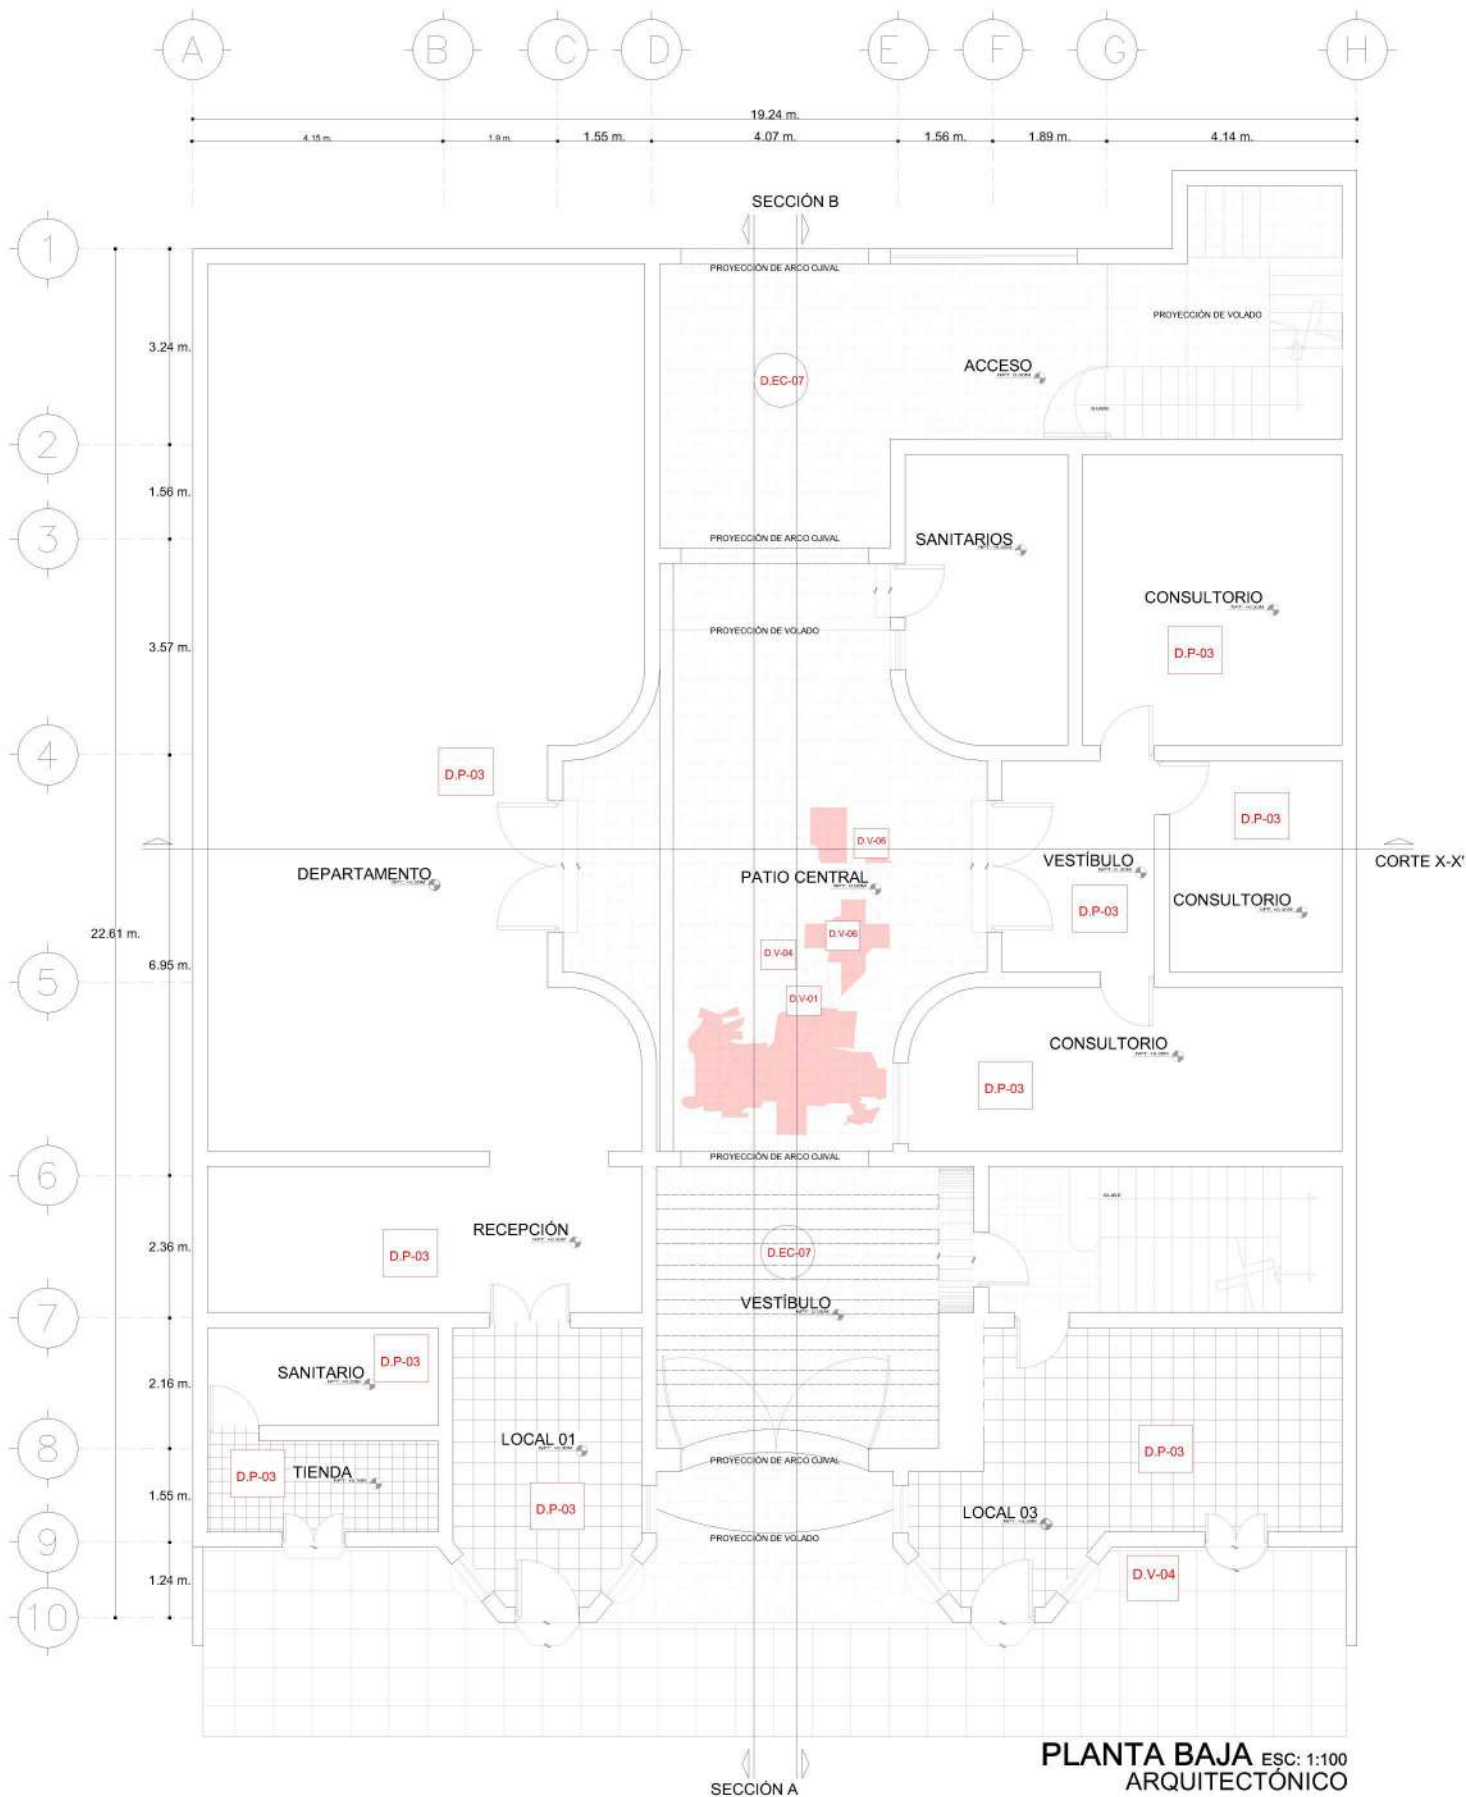 A B C D E F G H
19.24 m.
4.15 m. 1.9 m. 1.55 m. 4.07 m. 1.56 m. 1.89 m. 4.14 m.
SECCIÓN B
1
PROYECCIÓN DE ARCO OJIVAL
PROYECCIÓN DE VOLADO
3.24 m.
ACCESO
D.EC-07
2
1.56 m.
3
PROYECCIÓN DE ARCO OJIVAL
SANITARIOS
CONSULTORIO
PROYECCIÓN DE VOLADO
3.57 m.
D.P-03
4
D.P-03
D.P-03
D.V-06
VESTÍBULO
CORTE X-X'
DEPARTAMENTO
PATIO CENTRAL
CONSULTORIO
D.P-03
22.61 m.
D.V-06
D.V-04
6.95 m.
5
D.V-01
CONSULTORIO
D.P-03
PROYECCIÓN DE ARCO OJIVAL
6
RECEPCIÓN
2.36 m.
D.P-03
D.EC-07
VESTÍBULO
7
D.P-03
SANITARIO
2.16 m.
LOCAL 01
8
D.P-03
PROYECCIÓN DE ARCO OJIVAL
TIENDA
D.P-03
1.55 m.
D.P-03
LOCAL 03
PROYECCIÓN DE VOLADO
9
1.24 m.
D.V-04
10
PLANTA BAJA ESC: 1:100
ARQUITECTÓNICO
SECCIÓN A